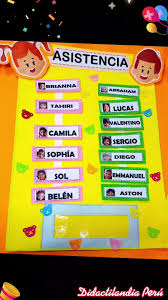 ASISTENCIA
BRIANNA
TAHIRI
CAMILA
SOPHÍA
SOL
BELÉN
ABRAHAM
LUCAS
VALENTINO
SERGIO
DIEGO
EMMANUEL
ASTON
Didactilandia Perú